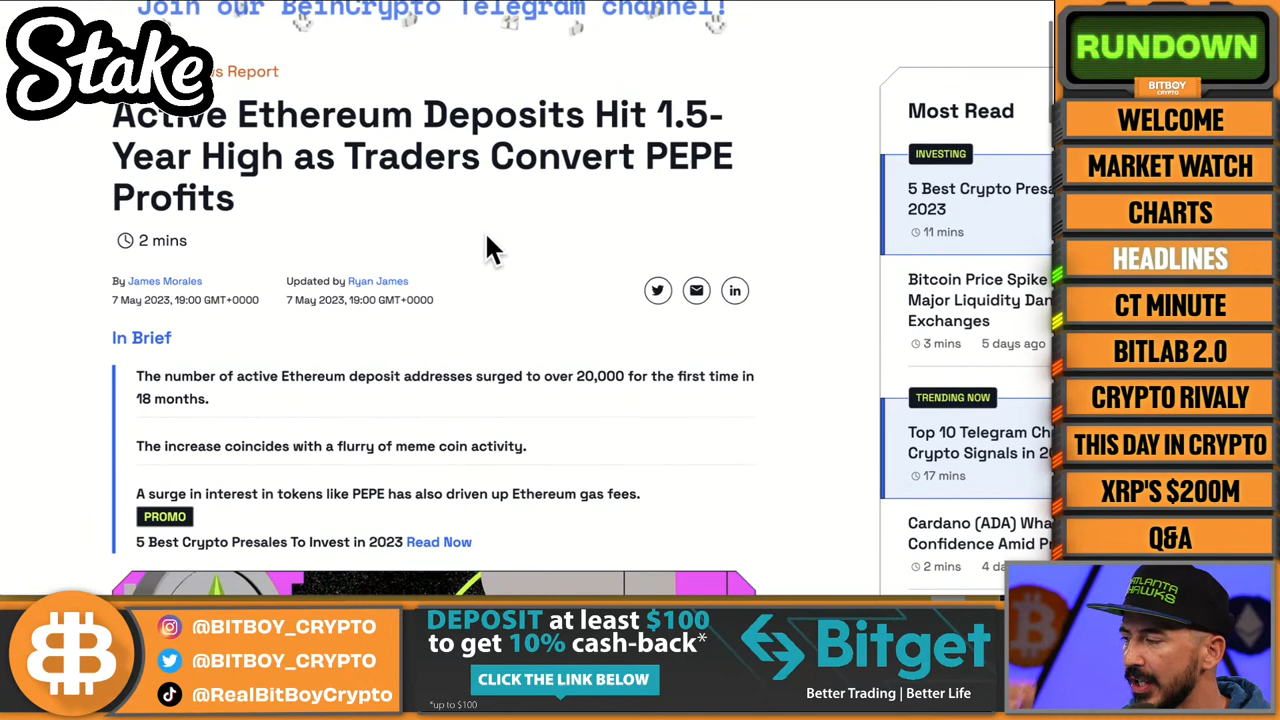 Join our BeInCrypto Telegram channel!
Stake
s Report
Active Ethereum Deposits Hit 1.5-
Year High as Traders Convert PEPE
Profits
2 mins
By James Morales
7 May 2023, 19:00 GMT+0000
Updated by Ryan James
7 May 2023, 19:00 GMT+0000
In Brief
The number of active Ethereum deposit addresses surged to over 20,000 for the first time in
18 months.
The increase coincides with a flurry of meme coin activity.
A surge in interest in tokens like PEPE has also driven up Ethereum gas fees.
PROMO
5 Best Crypto Presales To Invest in 2023 Read Now
Most Read
INVESTING
5 Best Crypto Presa
2023
11 mins
Bitcoin Price Spike
Major Liquidity Dan
Exchanges
3 mins 5 days ago
TRENDING NOW
Top 10 Telegram Ch
Crypto Signals in 20
17 mins
Cardano (ADA) Wha
Confidence Amid P
2 mins 4 da
RUNDOWN
BITBOY
CRYPTO
WELCOME
MARKET WATCH
CHARTS
HEADLINES
CT MINUTE
BITLAB 2.0
CRYPTO RIVALY
THIS DAY IN CRYPTO
XRP'S $200M
Q&A
@BITBOY_CRYPTO
@BITBOY_CRYPTO
@RealBitBoyCrypto
DEPOSIT at least $100
to get 10% cash-back*
CLICK THE LINK BELOW
*up to $100
Bitget
Better Trading | Better Life
ATLANTA
HAWKS